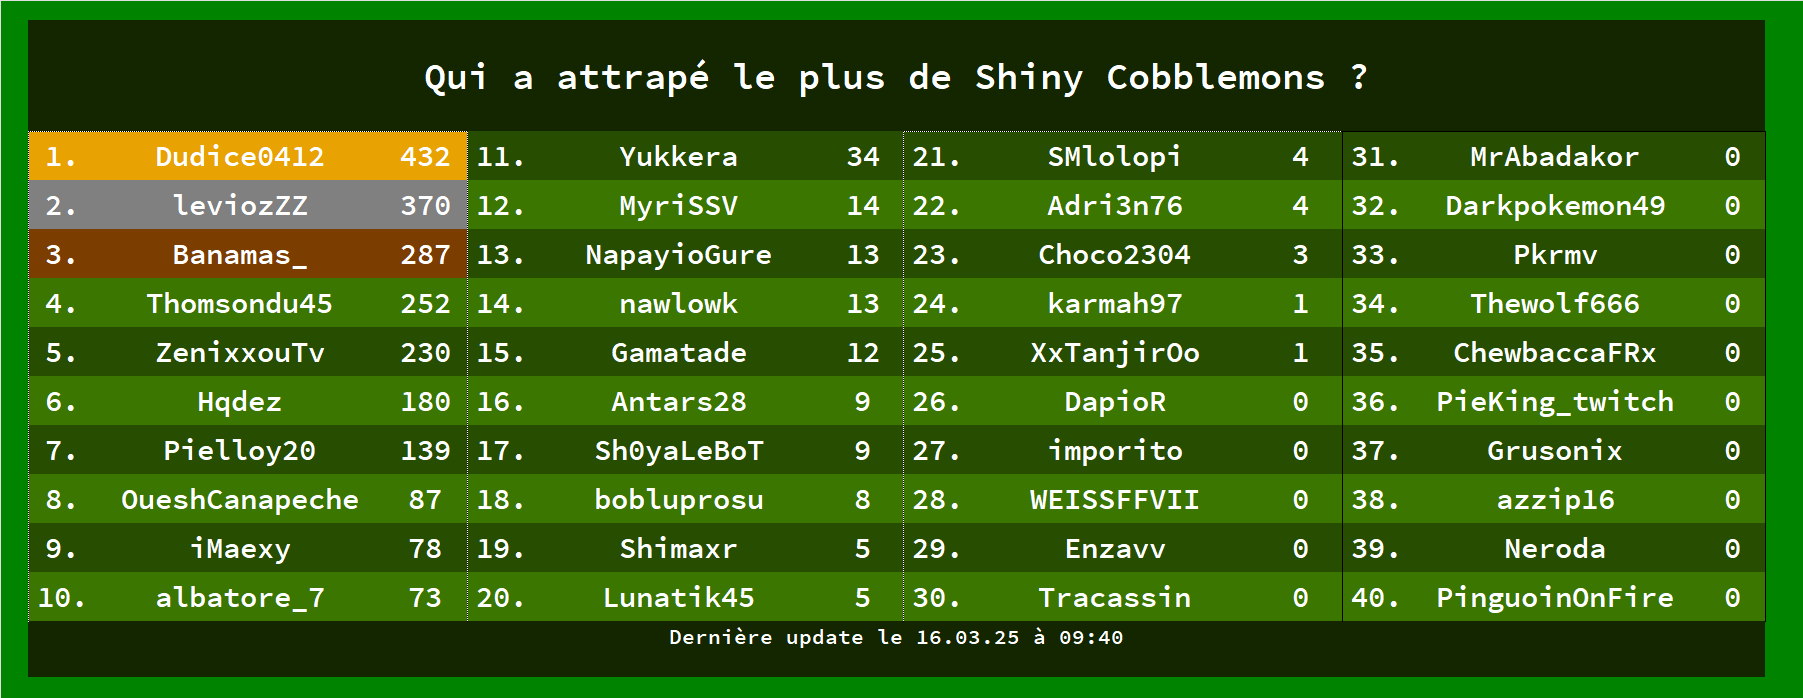 Qui a attrapé le plus de Shiny Cobblemons ?
1. Dudice0412 432 11. Yukkera 34 21. SMlolopi 4 31. MrAbadakor 0
2. leviozZZ 370 12. MyriSSV 14 22. Adri3n76 4 32. Darkpokemon49 0
3. Banamas_ 287 13. NapayioGure 13 23. Choco2304 3 33. Pkrmv 0
4. Thomsondu45 252 14. nawlowk 13 24. karmah97 1 34. Thewolf666 0
5. ZenixxouTv 230 15. Gamatade 12 25. XxTanjirOo 1 35. ChewbaccaFRx 0
6. Hqdez 180 16. Antars28 9 26. DapioR 0 36. PieKing_twitch 0
7. Pielloy20 139 17. Sh0yaLeBoT 9 27. imporito 0 37. Grusonix 0
8. OueshCanapeche 87 18. bobluprosu 8 28. WEISSFFVII 0 38. azzip16 0
9. iMaexy 78 19. Shimaxr 5 29. Enzavv 0 39. Neroda 0
10. albatore_7 73 20. Lunatik45 5 30. Tracassin 0 40. PinguoinOnFire 0
Dernière update le 16.03.25 à 09:40